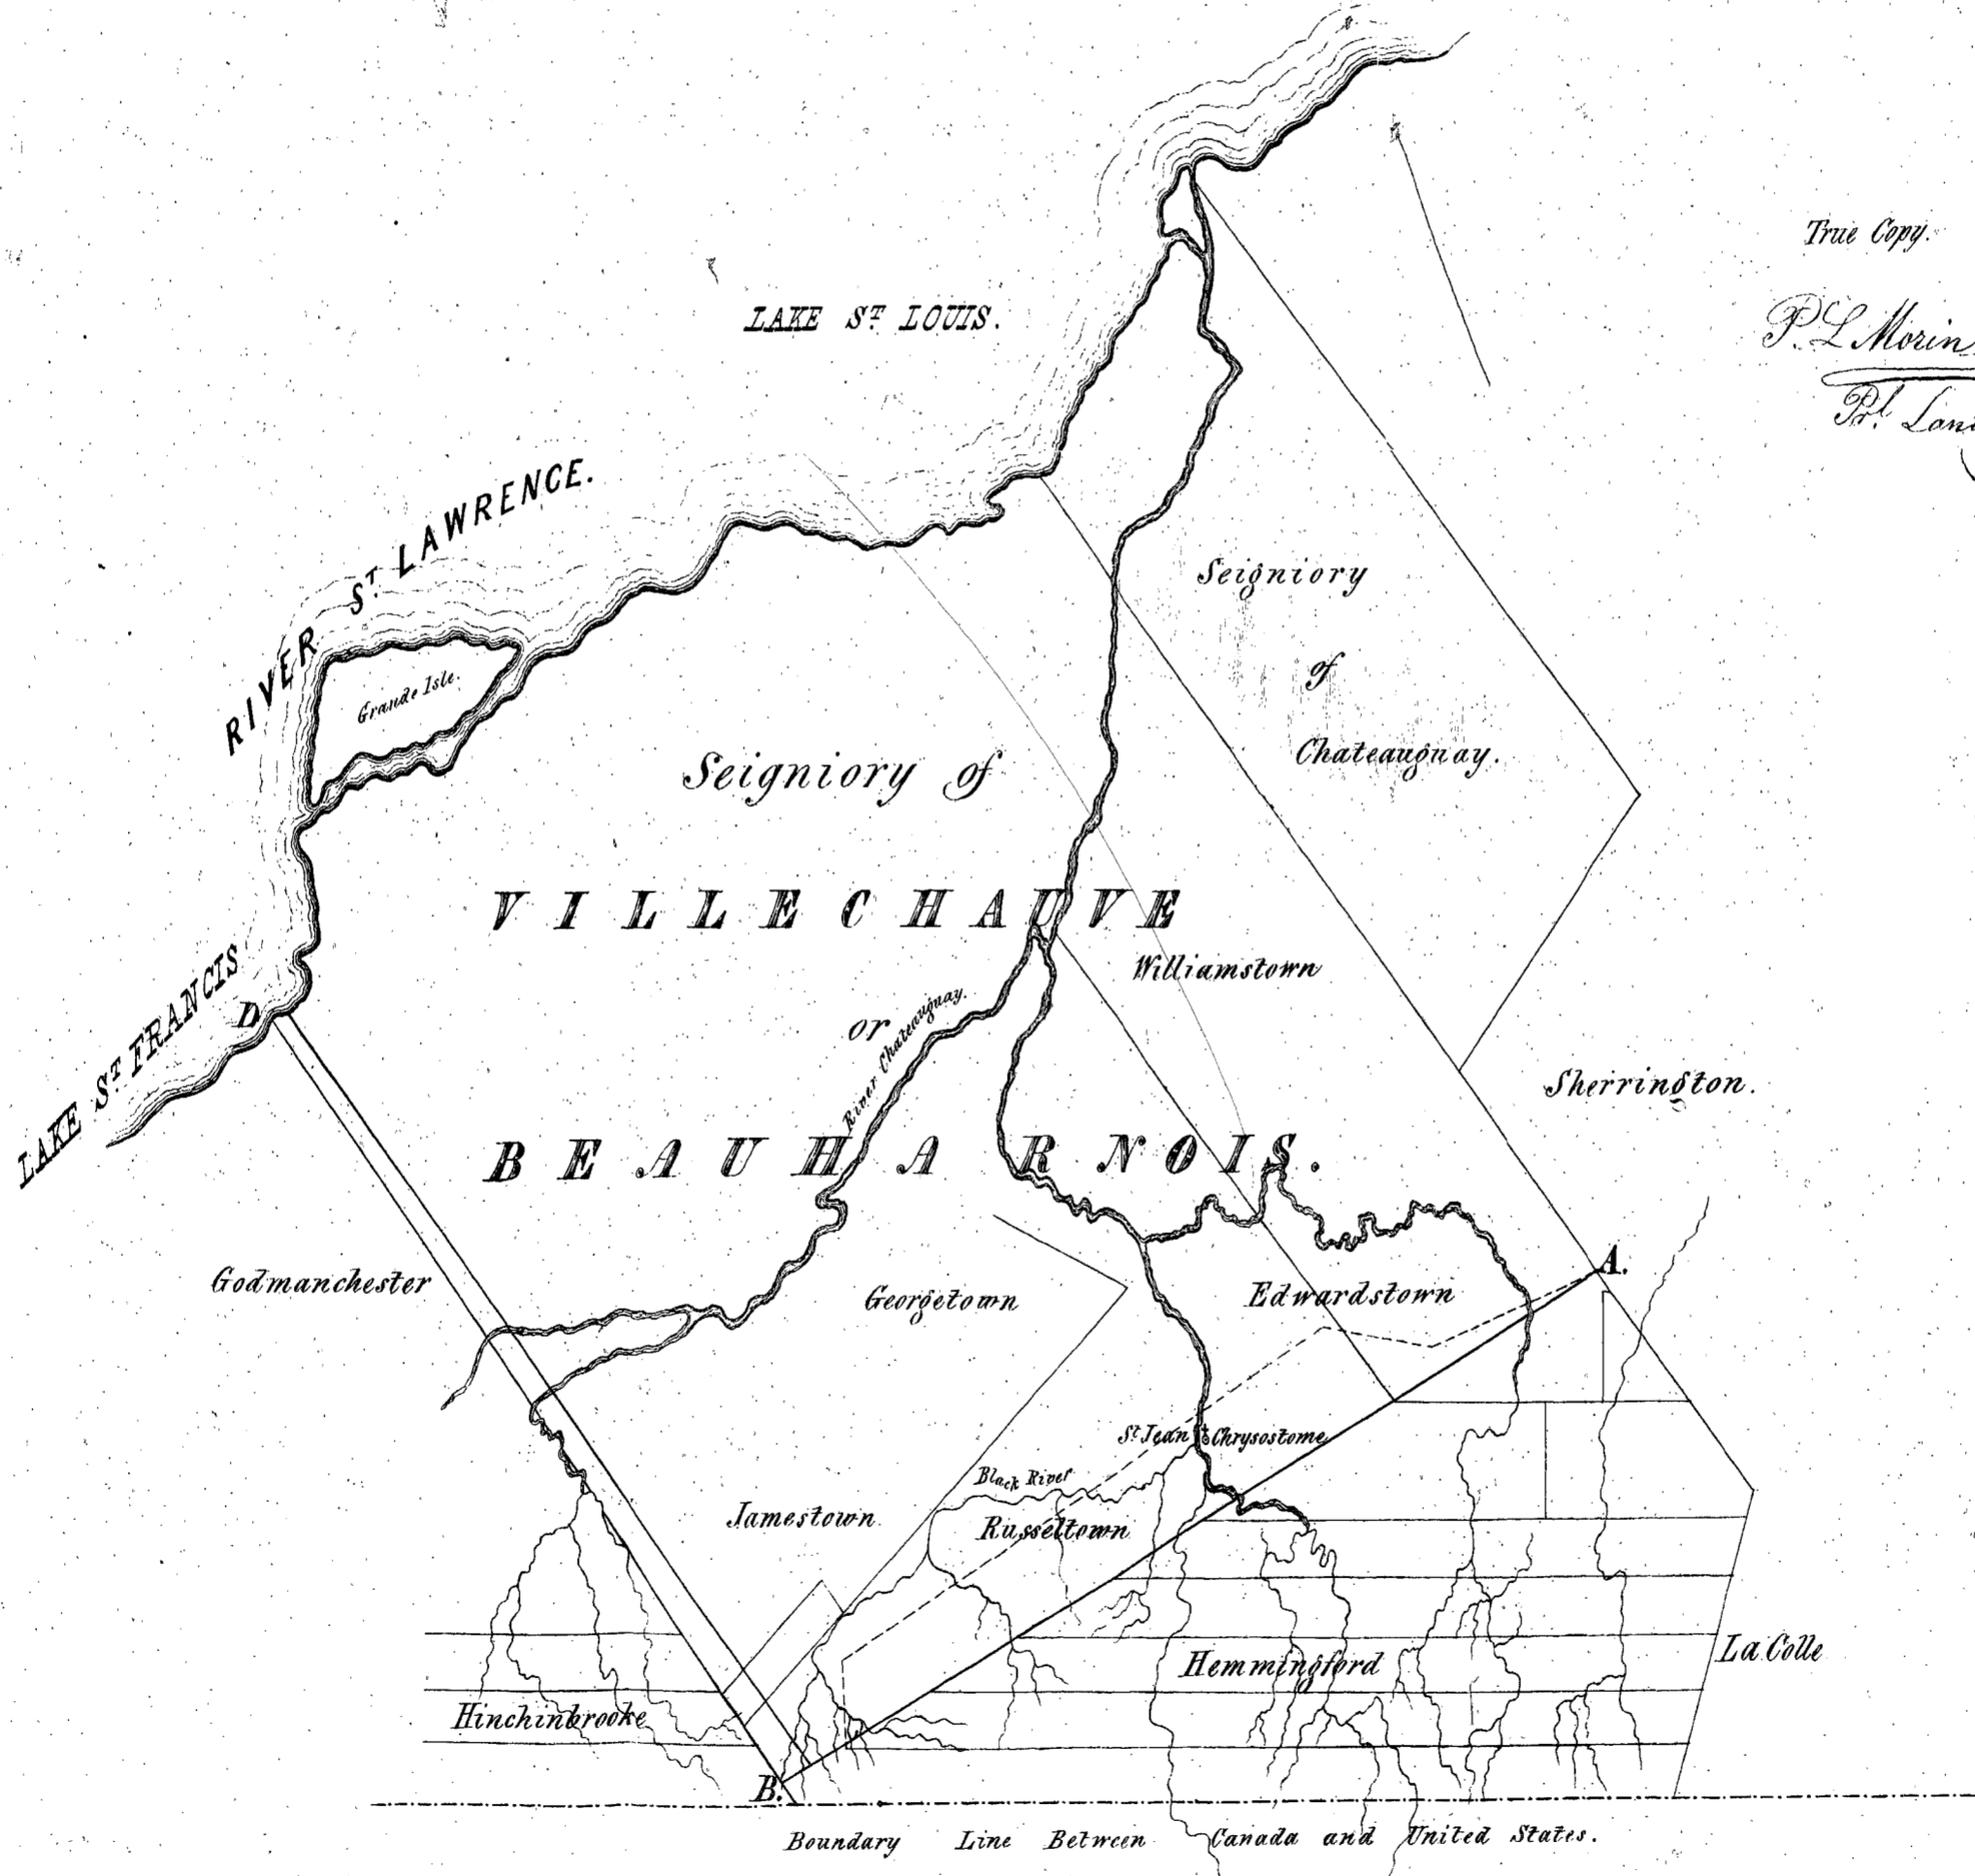 True Copy.
P. L. Morin
LAKE ST. LOUIS.
RIVER ST. LAWRENCE.
Grande Isle.
Seigniory
of
Chateaugnay.
Seigniory of
VILLECHAUVE
or
BEAUHARNOIS.
Williamstown
River Chateauguay.
LAKE ST. FRANCIS
D
Sherrington.
A.
Godmanchester
Georgetown
Edwardstown
St. Jean Chrysostome
Black River
Jamestown
Russeltown
Hemmingford
La Colle
Hinchinbrooke
B.
Boundary Line Between Canada and United States.